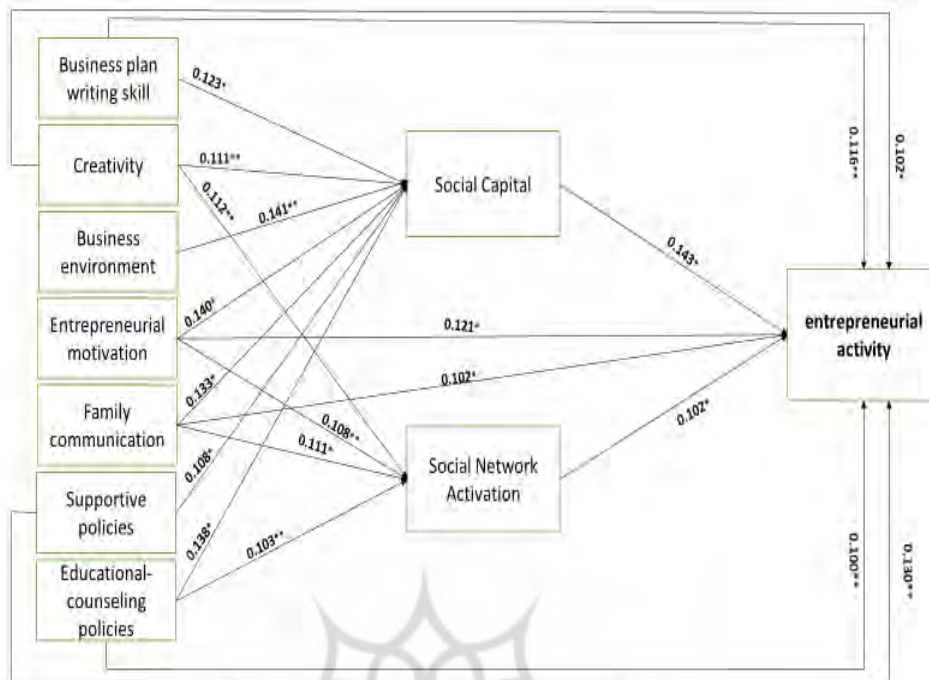 Business plan
writing skill
Creativity
Business
environment
Entrepreneurial
motivation
Family
communication
Supportive
policies
Educational-
counseling
policies
0.123*
0.111**
0.112**
0.141**
0.140*
0.133*
0.108*
0.138*
0.108**
0.111*
0.103**
Social Capital
Social Network
Activation
0.121*
0.102*
0.143*
0.102*
0.116**
0.102*
entrepreneurial
activity
0.100**
0.130**